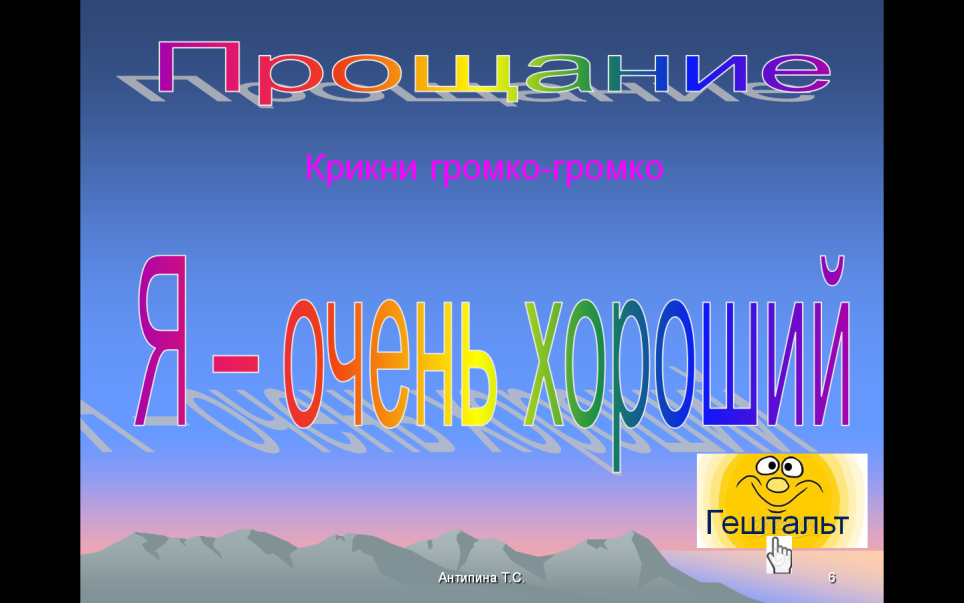 Прощание
Крикни громко-громко
Я – очень хороший
Гештальт
Антипина Т.С.
6